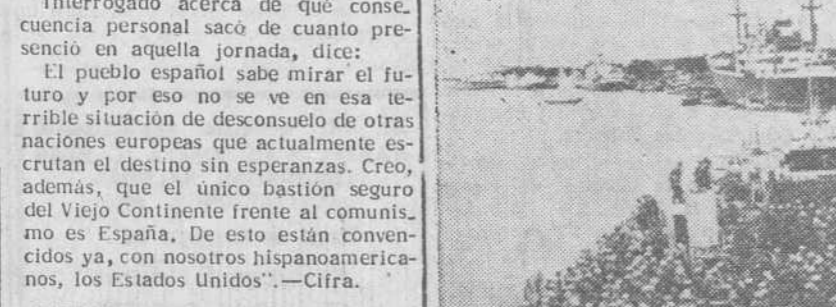 Interrogado acerca de qué conse_
cuencia personal sacó de cuanto pre-
senció en aquella jornada, dice:
El pueblo español sabe mirar el fu-
turo y por eso no se ve en esa te-
rrible situación de desconsuelo de otras
naciones europeas que actualmente es-
crutan el destino sin esperanzas. Creo,
además, que el único bastión seguro
del Viejo Continente frente al comunis_
mo es España. De esto están conven-
cidos ya, con nosotros hispanoamerica-
nos, los Estados Unidos".—Cifra.